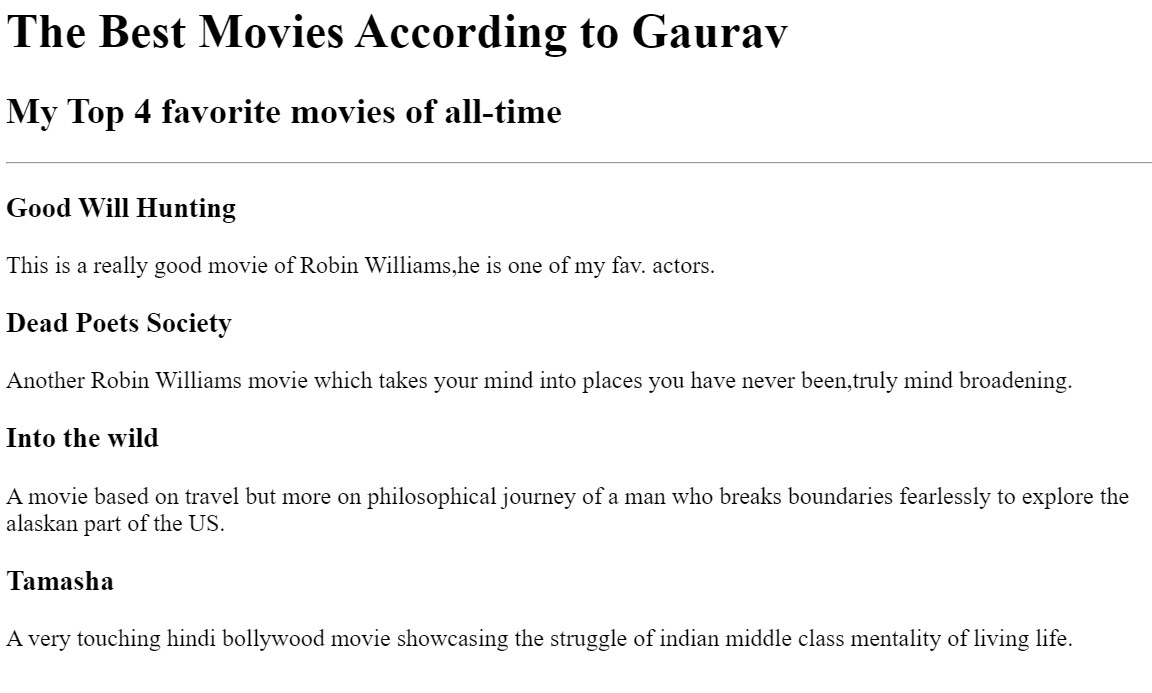 The Best Movies According to Gaurav
My Top 4 favorite movies of all-time
Good Will Hunting
This is a really good movie of Robin Williams,he is one of my fav. actors.
Dead Poets Society
Another Robin Williams movie which takes your mind into places you have never been,truly mind broadening.
Into the wild
A movie based on travel but more on philosophical journey of a man who breaks boundaries fearlessly to explore the
alaskan part of the US.
Tamasha
A very touching hindi bollywood movie showcasing the struggle of indian middle class mentality of living life.